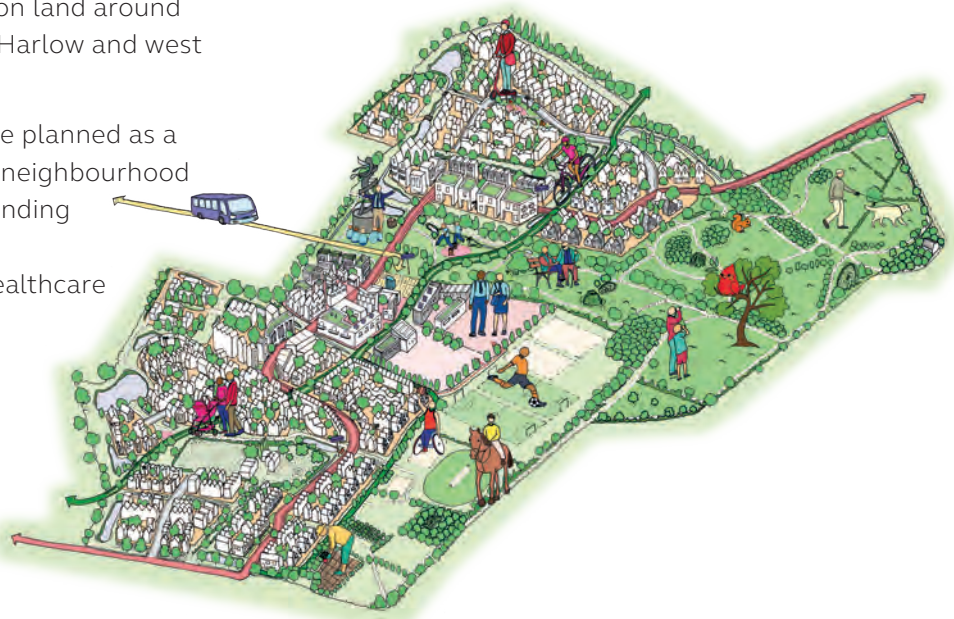 on land around
Harlow and west
e planned as a
neighbourhood
nding
ealthcare